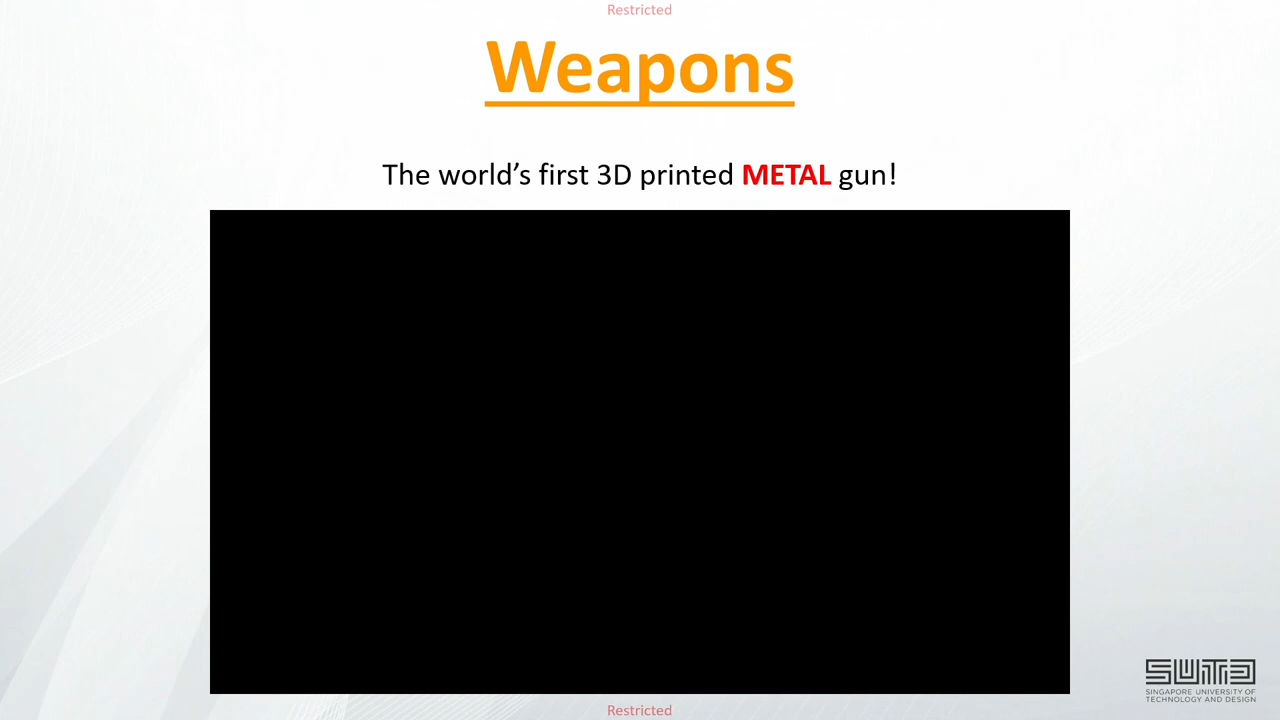 Restricted
Weapons
The world's first 3D printed METAL gun!
SUTD
SINGAPORE UNIVERSITY OF
TECHNOLOGY AND DESIGN
Restricted